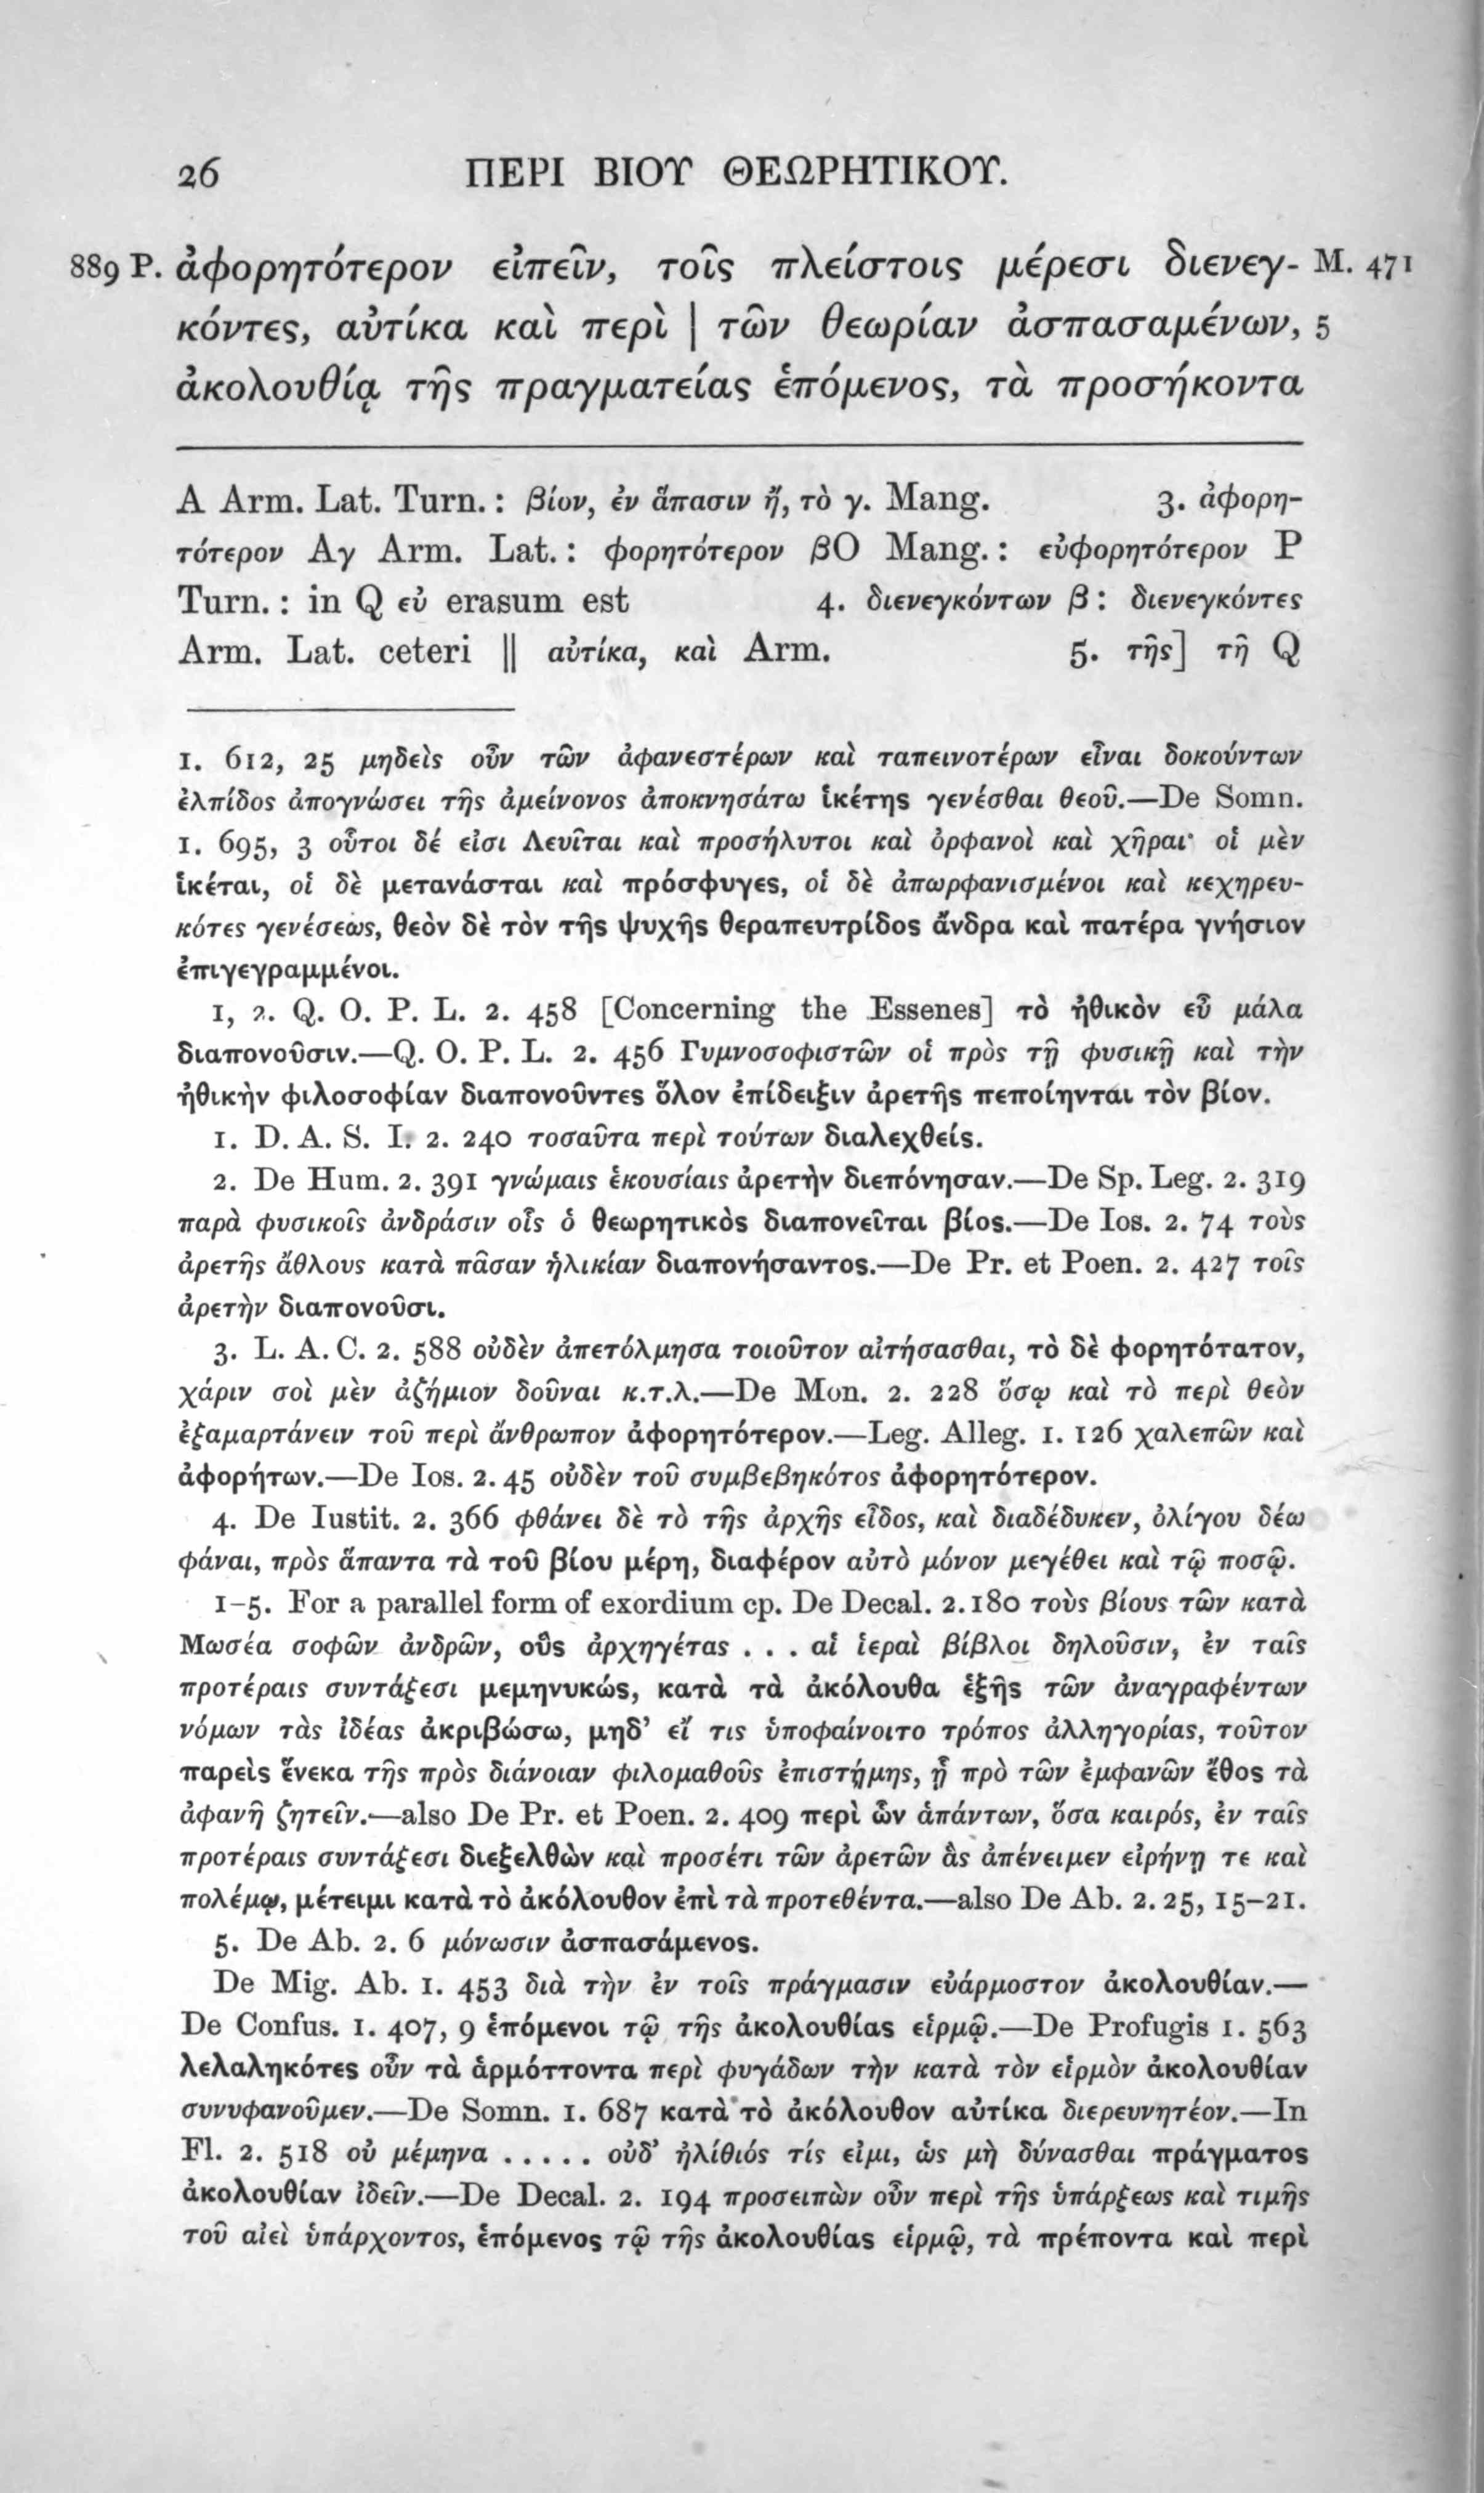 26 ΠΕΡΙ ΒΙΟΥ ΘΕΩΡΗΤΙΚΟΥ.
889 P. ἀφορητότερον εἰπεῖν, τοῖς πλείστοις μέρεσι διενεγ- M. 471
κόντες, αὐτίκα καὶ περὶ | τῶν θεωρίαν ἀσπασαμένων, 5
ἀκολουθίᾳ τῆς πραγματείας ἑπόμενος, τὰ προσήκοντα
A Arm. Lat. Turn. : βίον, ἐν ἅπασιν ἤ, τὸ γ. Mang. 3. ἀφορη-
τότερον Αγ Arm. Lat. : φορητότερον βΟ Mang. : εὐφορητότερον P
Turn. : in Q εὐ erasum est 4. διενεγκόντων β : διενεγκόντες
Arm. Lat. ceteri || αὐτίκα, καὶ Arm. 5. τῆς] τῆ Q
1. 612, 25 μηδεὶς οὖν τῶν ἀφανεστέρων καὶ ταπεινοτέρων εἶναι δοκούντων
ἐλπίδος ἀπογνώσει τῆς ἀμείνονος ἀποκνησάτω ἱκέτης γενέσθαι θεοῦ.—De Somn.
1. 695, 3 οὗτοι δέ εἰσι Λευῖται καὶ προσήλυτοι καὶ ὀρφανοὶ καὶ χῆραι· οἱ μὲν
ἱκέται, οἱ δὲ μετανάσται καὶ πρόσφυγες, οἱ δὲ ἀπωρφανισμένοι καὶ κεχηρευ-
κότες γενέσεως, θεὸν δὲ τὸν τῆς ψυχῆς θεραπευτρίδος ἄνδρα καὶ πατέρα γνήσιον
ἐπιγεγραμμένοι.
1, 2. Q. O. P. L. 2. 458 [Concerning the Essenes] τὸ ἠθικὸν εὖ μάλα
διαπονοῦσιν.—Q. O. P. L. 2. 456 Γυμνοσοφιστῶν οἱ πρὸς τῇ φυσικῇ καὶ τὴν
ἠθικὴν φιλοσοφίαν διαπονοῦντες ὅλον ἐπίδειξιν ἀρετῆς πεποίηνται τὸν βίον.
1. D. A. S. I. 2. 240 τοσαῦτα περὶ τούτων διαλεχθείς.
2. De Hum. 2. 391 γνώμαις ἑκουσίαις ἀρετὴν διεπόνησαν.—De Sp. Leg. 2. 319
παρὰ φυσικοῖς ἀνδράσιν οἷς ὁ θεωρητικὸς διαπονεῖται βίος.—De Ios. 2. 74 τοὺς
ἀρετῆς ἄθλους κατὰ πᾶσαν ἡλικίαν διαπονήσαντος.—De Pr. et Poen. 2. 427 τοῖς
ἀρετὴν διαπονοῦσι.
3. L. A. C. 2. 588 οὐδὲν ἀπετόλμησα τοιοῦτον αἰτήσασθαι, τὸ δὲ φορητότατον,
χάριν σοὶ μὲν ἀζήμιον δοῦναι κ.τ.λ.—De Mon. 2. 228 ὅσῳ καὶ τὸ περὶ θεὸν
ἐξαμαρτάνειν τοῦ περὶ ἄνθρωπον ἀφορητότερον.—Leg. Alleg. 1. 126 χαλεπῶν καὶ
ἀφορήτων.—De Ios. 2. 45 οὐδὲν τοῦ συμβεβηκότος ἀφορητότερον.
4. De Iustit. 2. 366 φθάνει δὲ τὸ τῆς ἀρχῆς εἶδος, καὶ διαδέδυκεν, ὀλίγου δέω
φάναι, πρὸς ἅπαντα τὰ τοῦ βίου μέρη, διαφέρον αὐτὸ μόνον μεγέθει καὶ τῷ ποσῷ.
1–5. For a parallel form of exordium cp. De Decal. 2. 180 τοὺς βίους τῶν κατὰ
Μωσέα σοφῶν ἀνδρῶν, οὓς ἀρχηγέτας . . . αἱ ἱεραὶ βίβλοι δηλοῦσιν, ἐν ταῖς
προτέραις συντάξεσι μεμηνυκώς, κατὰ τὰ ἀκόλουθα ἑξῆς τῶν ἀναγραφέντων
νόμων τὰς ἰδέας ἀκριβώσω, μηδ’ εἴ τις ὑποφαίνοιτο τρόπος ἀλληγορίας, τοῦτον
παρεὶς ἕνεκα τῆς πρὸς διάνοιαν φιλομαθοῦς ἐπιστήμης, ᾗ πρὸ τῶν ἐμφανῶν ἔθος τὰ
ἀφανῆ ζητεῖν.—also De Pr. et Poen. 2. 409 περὶ ὧν ἁπάντων, ὅσα καιρός, ἐν ταῖς
προτέραις συντάξεσι διεξελθὼν καὶ προσέτι τῶν ἀρετῶν ἃς ἀπένειμεν εἰρήνῃ τε καὶ
πολέμῳ, μέτειμι κατὰ τὸ ἀκόλουθον ἐπὶ τὰ προτεθέντα.—also De Ab. 2. 25, 15–21.
5. De Ab. 2. 6 μόνωσιν ἀσπασάμενος.
De Mig. Ab. 1. 453 διὰ τὴν ἐν τοῖς πράγμασιν εὐάρμοστον ἀκολουθίαν.—
De Confus. 1. 407, 9 ἑπόμενοι τῷ τῆς ἀκολουθίας εἱρμῷ.—De Profugis 1. 563
λελαληκότες οὖν τὰ ἁρμόττοντα περὶ φυγάδων τὴν κατὰ τὸν εἱρμὸν ἀκολουθίαν
συνυφανοῦμεν.—De Somn. 1. 687 κατὰ τὸ ἀκόλουθον αὐτίκα διερευνητέον.—In
Fl. 2. 518 οὐ μέμηνα . . . . . οὐδ’ ἠλίθιός τίς εἰμι, ὡς μὴ δύνασθαι πράγματος
ἀκολουθίαν ἰδεῖν.—De Decal. 2. 194 προσειπὼν οὖν περὶ τῆς ὑπάρξεως καὶ τιμῆς
τοῦ αἰεὶ ὑπάρχοντος, ἑπόμενος τῷ τῆς ἀκολουθίας εἱρμῷ, τὰ πρέποντα καὶ περὶ